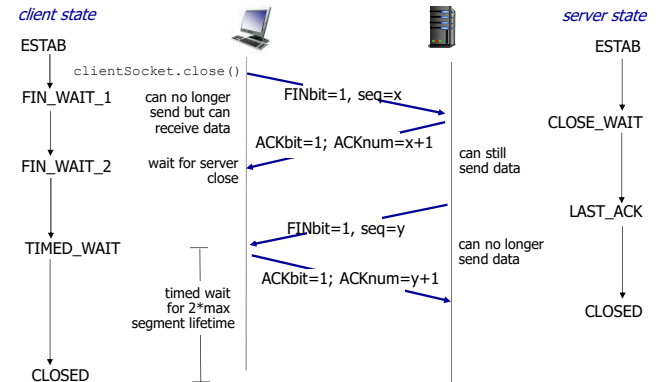 client state
server state
ESTAB
ESTAB
clientSocket.close()
FIN_WAIT_1
can no longer
send but can
receive data
FINbit=1, seq=x
CLOSE_WAIT
ACKbit=1; ACKnum=x+1
FIN_WAIT_2
wait for server
close
can still
send data
LAST_ACK
FINbit=1, seq=y
TIMED_WAIT
can no longer
send data
ACKbit=1; ACKnum=y+1
timed wait
for 2*max
segment lifetime
CLOSED
CLOSED